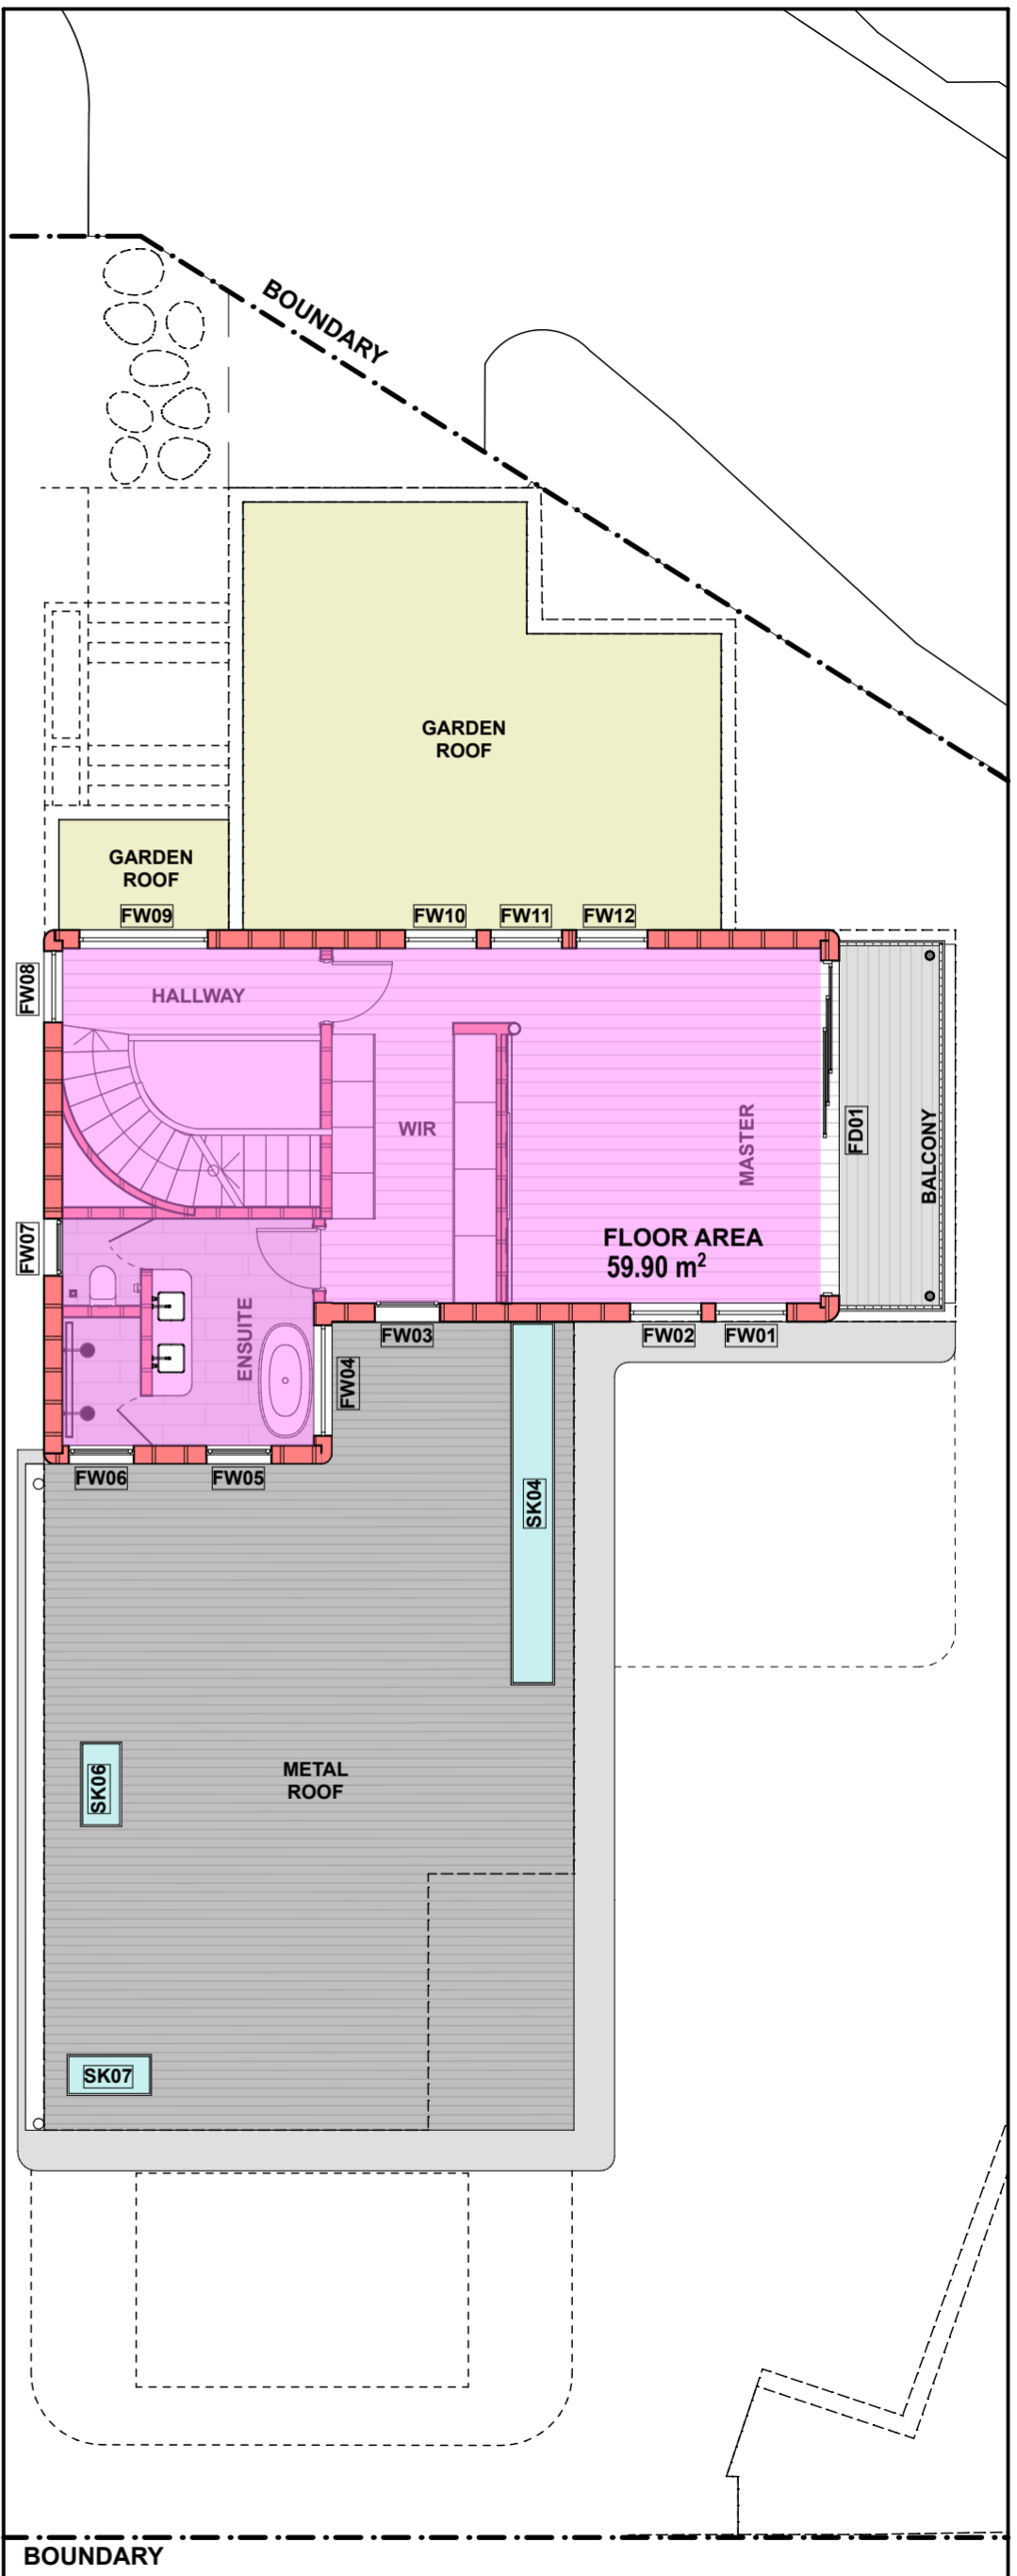 BOUNDARY
GARDEN
ROOF
GARDEN
ROOF
FW09
FW10
FW11
FW12
FW08
HALLWAY
WIR
MASTER
FD01
BALCONY
FW07
FLOOR AREA
59.90 m²
ENSUITE
FW03
FW02
FW01
FW04
FW06
FW05
SK04
METAL
ROOF
SK06
SK07
BOUNDARY